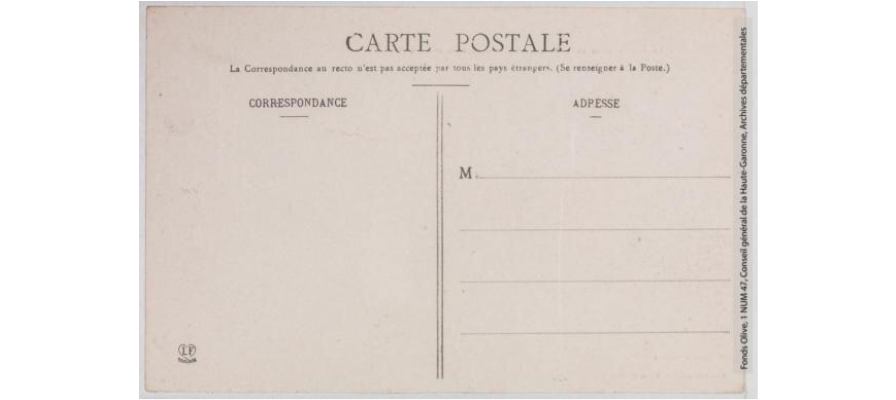 CARTE POSTALE
La Correspondance au recto n'est pas acceptée par tous les pays étrangers. (Se renseigner à la Poste.)
CORRESPONDANCE
ADPESSE
M.
Fonds Olive, 1 NUM 47, Conseil général de la Haute-Garonne, Archives départementales